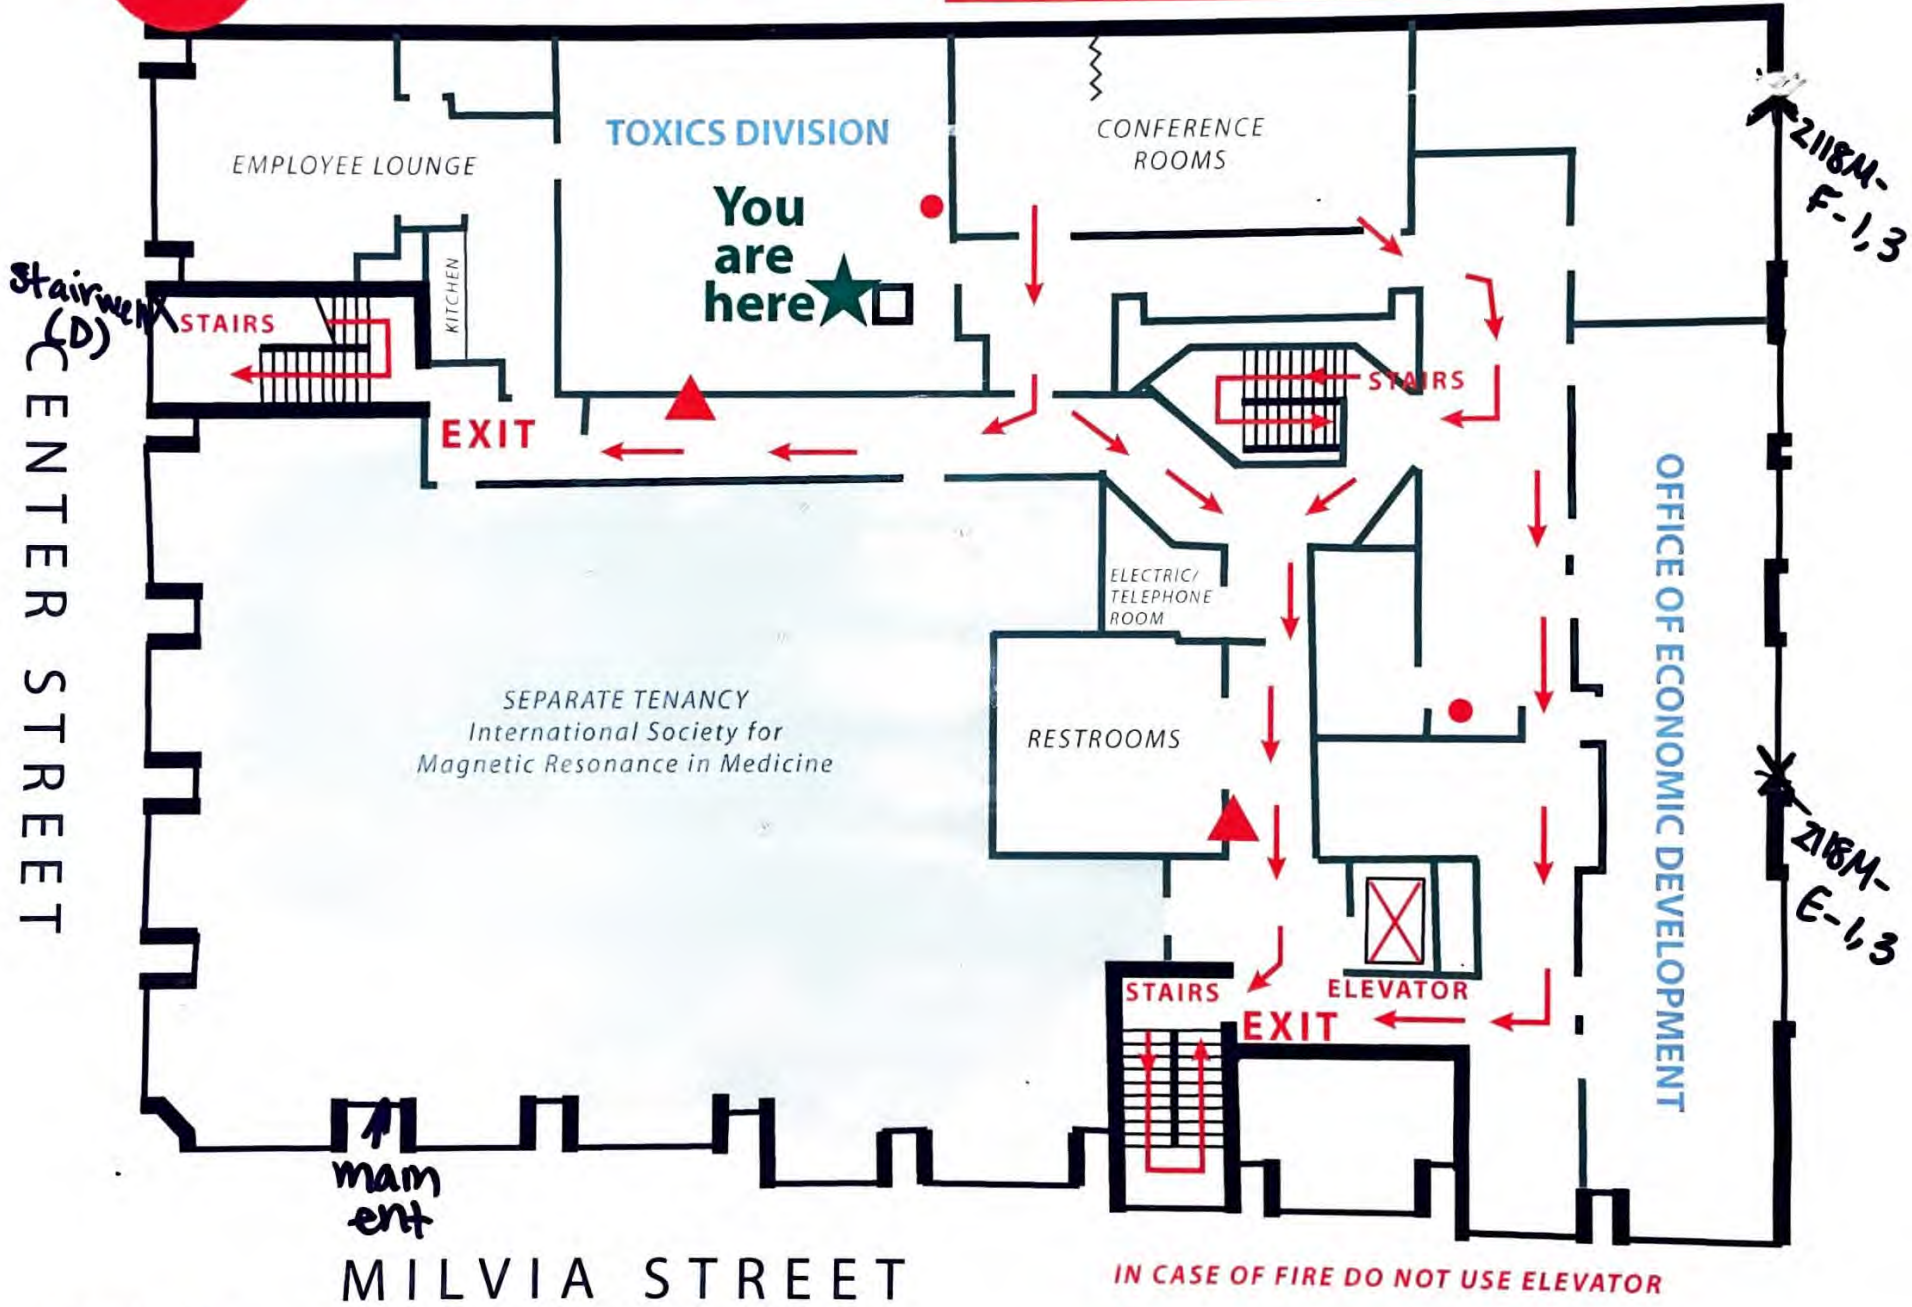 TOXICS DIVISION
CONFERENCE
ROOMS
EMPLOYEE LOUNGE
You
are
here
KITCHEN
2118M-
F-1,3
Stairwell
(D)
STAIRS
STAIRS
EXIT
CENTER STREET
ELECTRIC/
TELEPHONE
ROOM
OFFICE OF ECONOMIC DEVELOPMENT
SEPARATE TENANCY
International Society for
Magnetic Resonance in Medicine
RESTROOMS
2118M-
E-1,3
STAIRS
ELEVATOR
EXIT
main
ent
MILVIA STREET
IN CASE OF FIRE DO NOT USE ELEVATOR